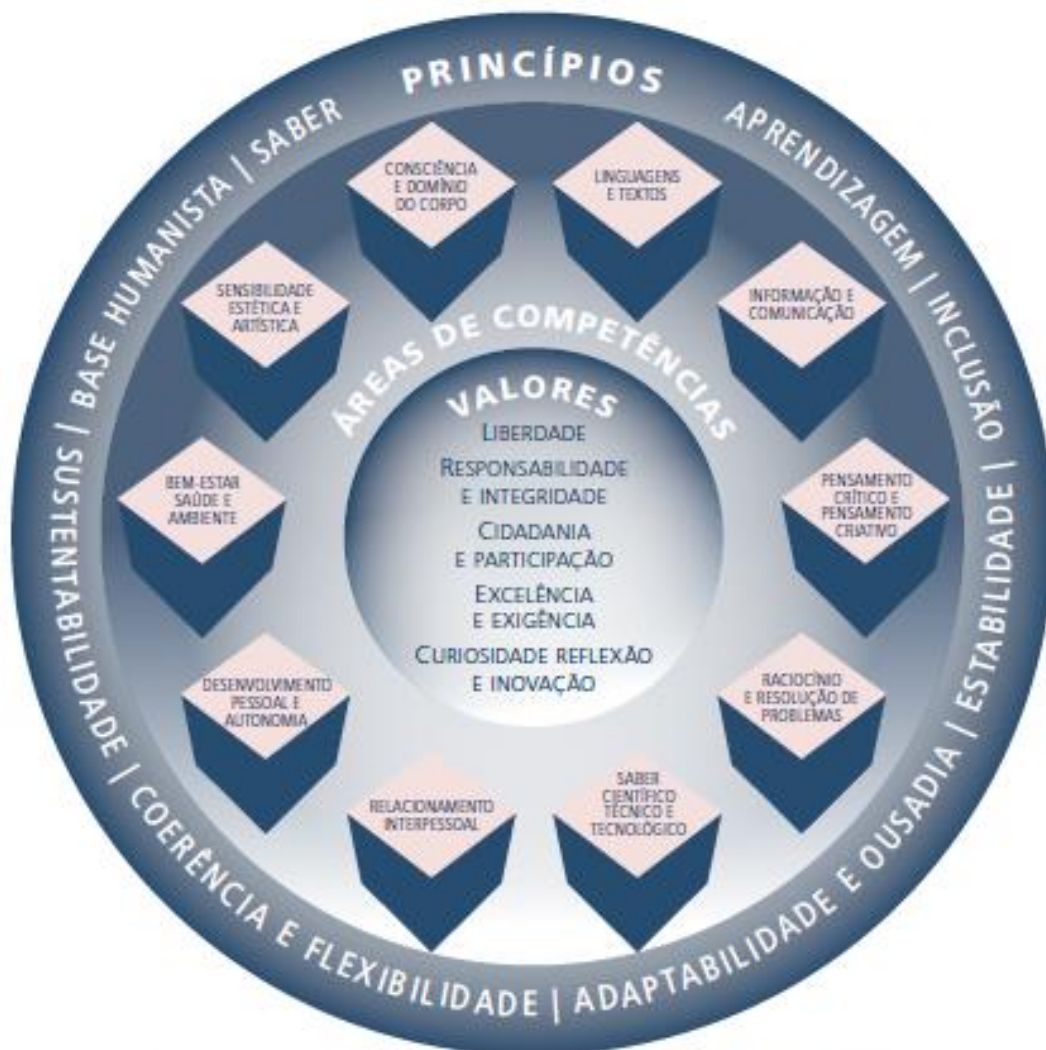 PRINCÍPIOS
BASE HUMANISTA | SABER
APRENDIZAGEM | INCLUSÃO | ESTABILIDADE |
ADAPTABILIDADE E OUSADIA |
COERÊNCIA E FLEXIBILIDADE |
SUSTENTABILIDADE |
ÁREAS DE COMPETÊNCIAS
CONSCIÊNCIA
E DOMÍNIO
DO CORPO
LINGUAGENS
E TEXTOS
INFORMAÇÃO E
COMUNICAÇÃO
PENSAMENTO
CRÍTICO E
PENSAMENTO
CRIATIVO
RACIOCÍNIO
E RESOLUÇÃO DE
PROBLEMAS
SABER
CIENTÍFICO
TÉCNICO E
TECNOLÓGICO
RELACIONAMENTO
INTERPESSOAL
DESENVOLVIMENTO
PESSOAL E
AUTONOMIA
BEM-ESTAR
SAÚDE E
AMBIENTE
SENSIBILIDADE
ESTÉTICA E
ARTÍSTICA
VALORES
LIBERDADE
RESPONSABILIDADE
E INTEGRIDADE
CIDADANIA
E PARTICIPAÇÃO
EXCELÊNCIA
E EXIGÊNCIA
CURIOSIDADE REFLEXÃO
E INOVAÇÃO